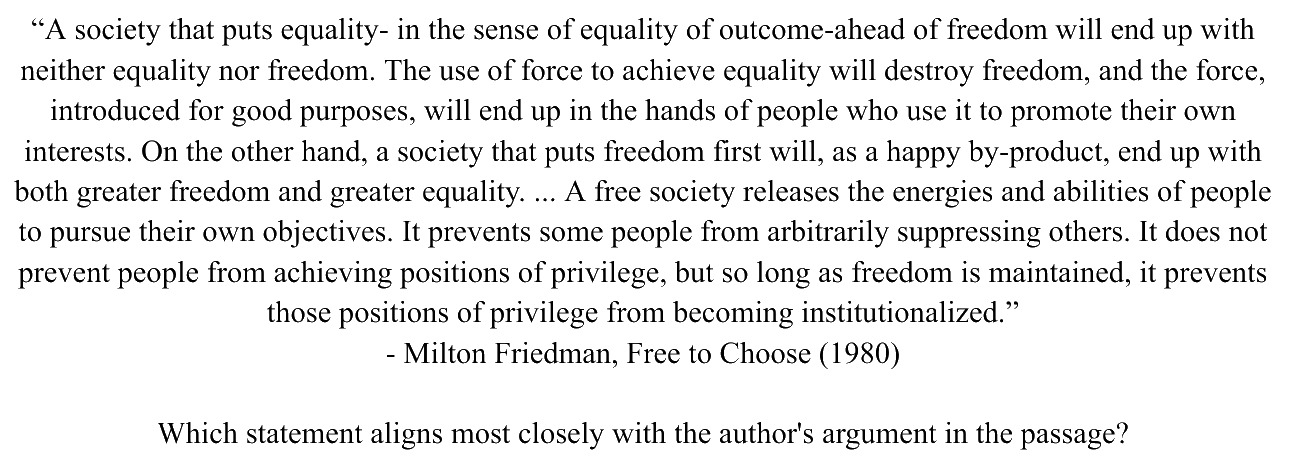 “A society that puts equality- in the sense of equality of outcome-ahead of freedom will end up with
neither equality nor freedom. The use of force to achieve equality will destroy freedom, and the force,
introduced for good purposes, will end up in the hands of people who use it to promote their own
interests. On the other hand, a society that puts freedom first will, as a happy by-product, end up with
both greater freedom and greater equality. ... A free society releases the energies and abilities of people
to pursue their own objectives. It prevents some people from arbitrarily suppressing others. It does not
prevent people from achieving positions of privilege, but so long as freedom is maintained, it prevents
those positions of privilege from becoming institutionalized.”
- Milton Friedman, Free to Choose (1980)
Which statement aligns most closely with the author's argument in the passage?